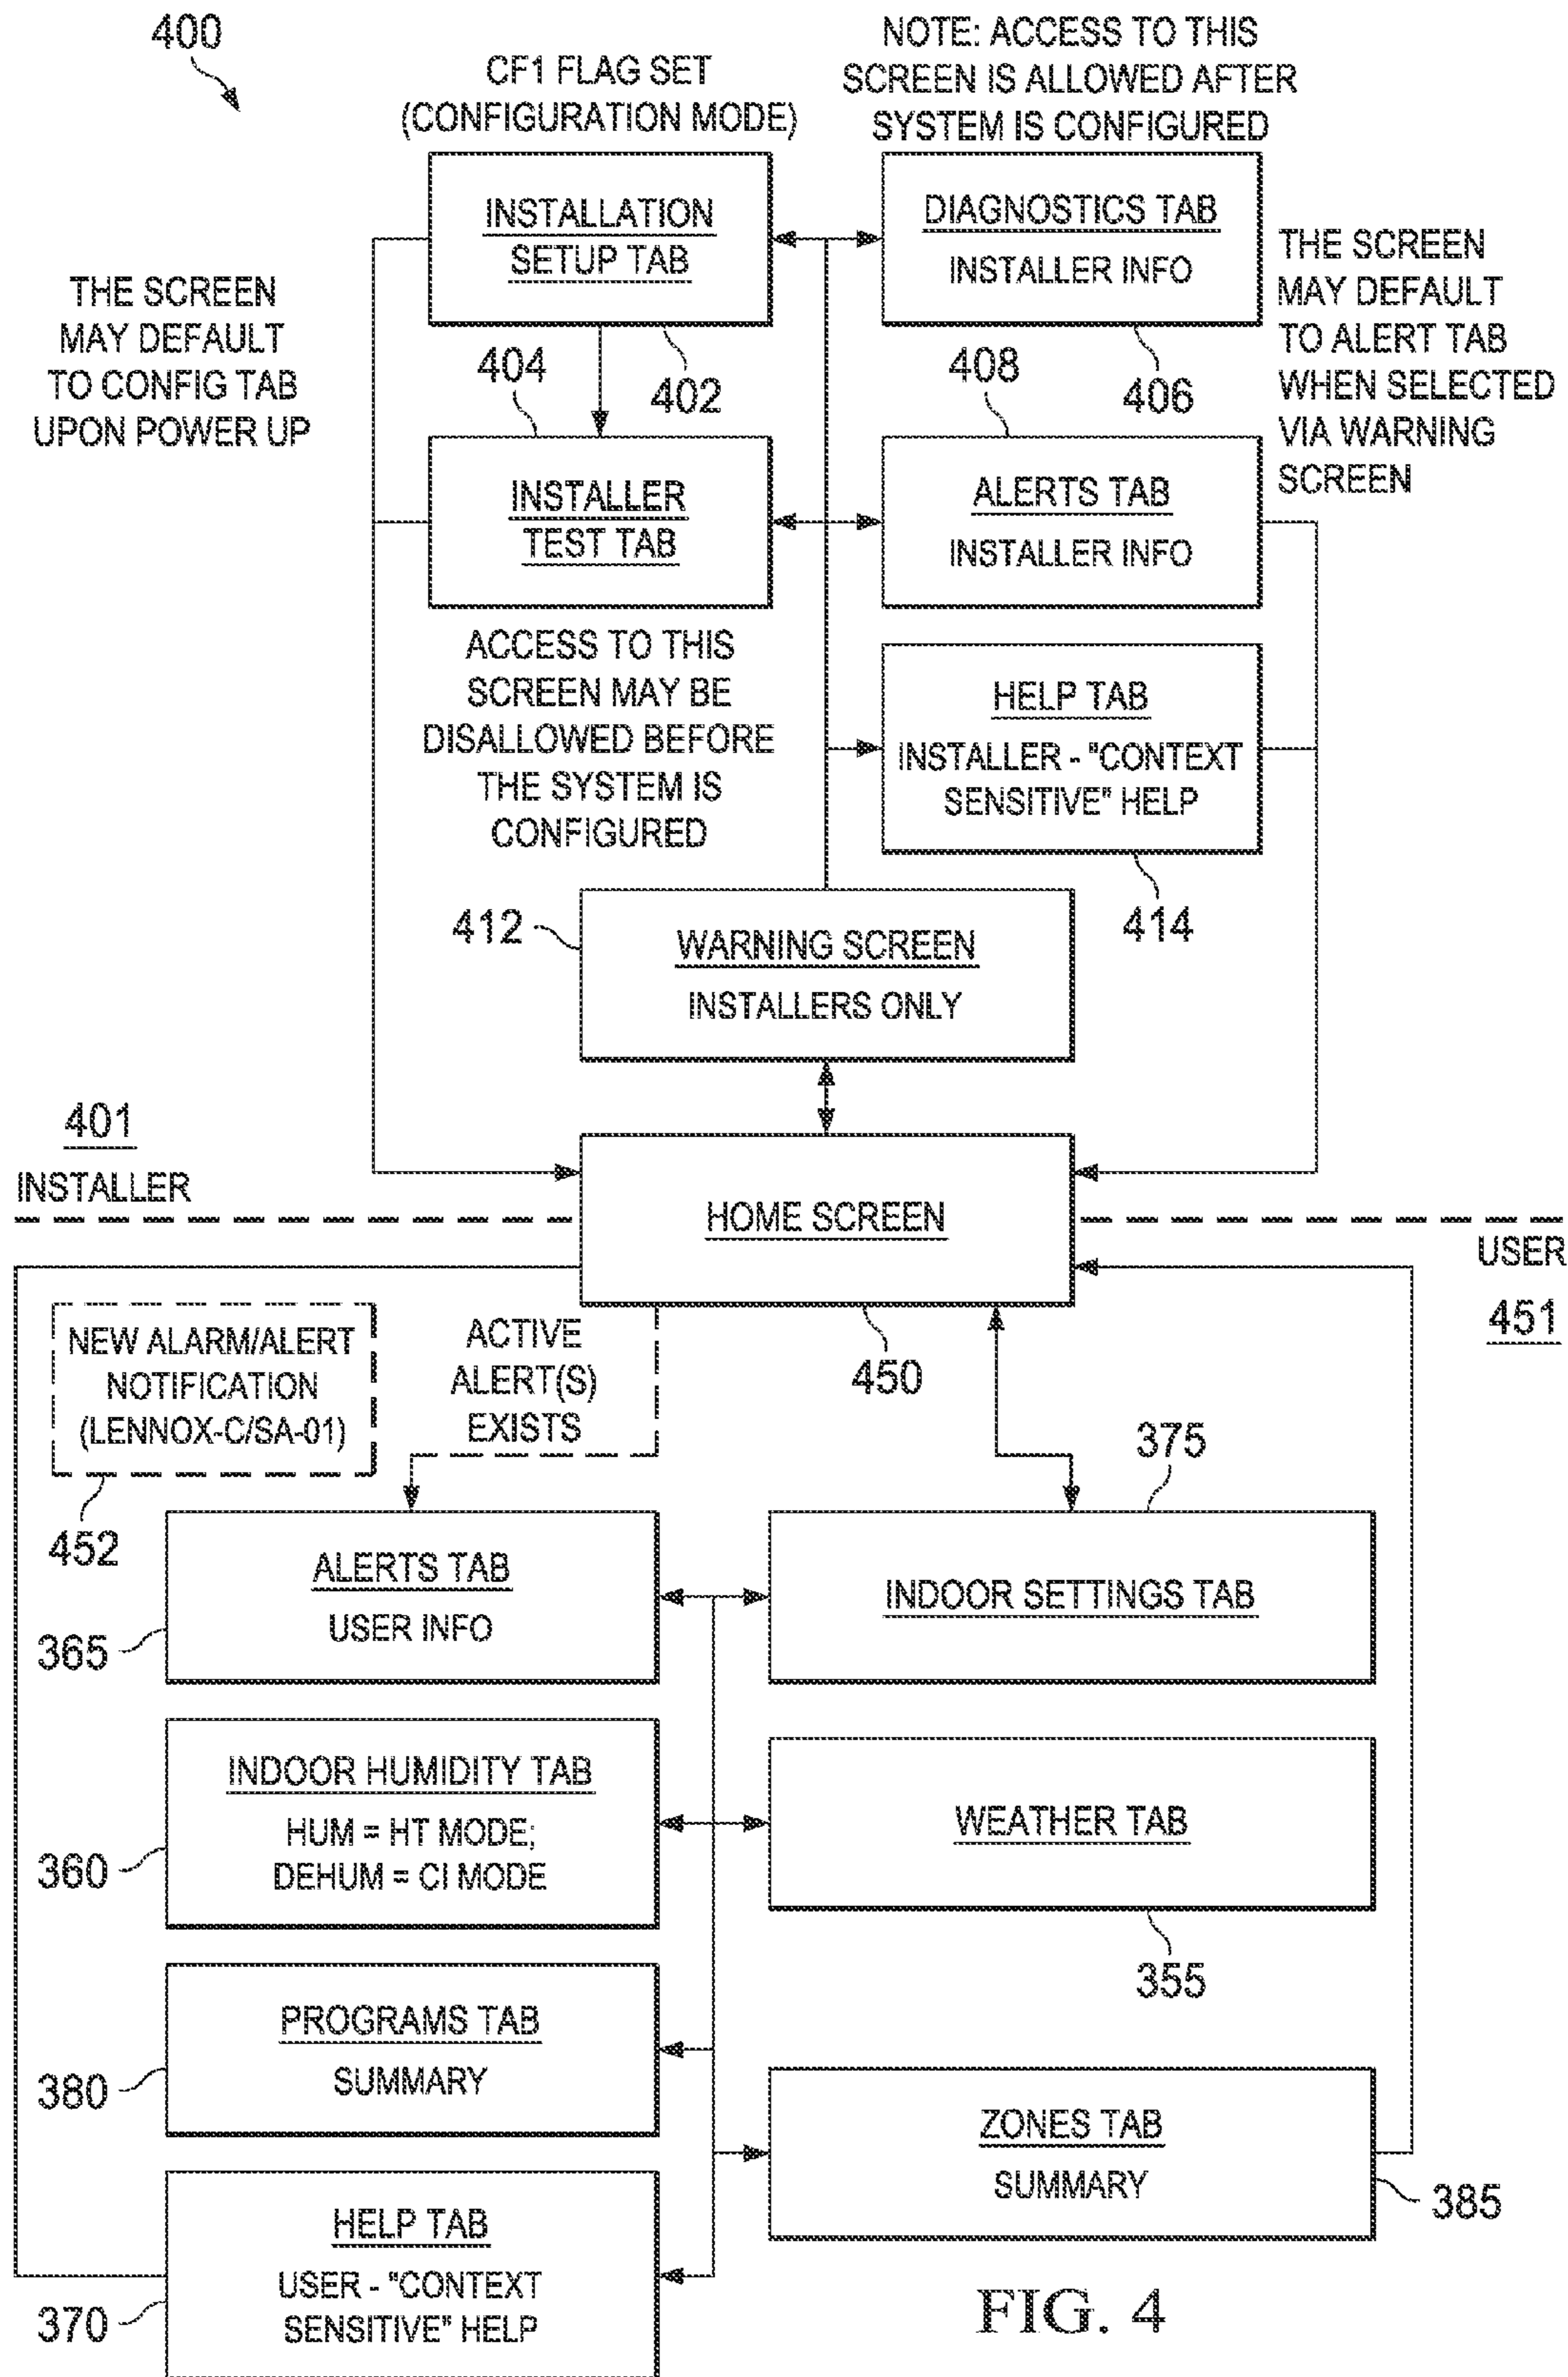 400
CF1 FLAG SET
(CONFIGURATION MODE)
NOTE: ACCESS TO THIS
SCREEN IS ALLOWED AFTER
SYSTEM IS CONFIGURED
INSTALLATION
SETUP TAB
402
DIAGNOSTICS TAB
INSTALLER INFO
406
THE SCREEN
MAY DEFAULT
TO CONFIG TAB
UPON POWER UP
THE SCREEN
MAY DEFAULT
TO ALERT TAB
WHEN SELECTED
VIA WARNING
SCREEN
404
INSTALLER
TEST TAB
408
ALERTS TAB
INSTALLER INFO
ACCESS TO THIS
SCREEN MAY BE
DISALLOWED BEFORE
THE SYSTEM IS
CONFIGURED
HELP TAB
INSTALLER - "CONTEXT
SENSITIVE" HELP
414
412
WARNING SCREEN
INSTALLERS ONLY
401
INSTALLER
HOME SCREEN
450
USER
451
NEW ALARM/ALERT
NOTIFICATION
(LENNOX-C/SA-01)
452
ACTIVE
ALERT(S)
EXISTS
375
ALERTS TAB
USER INFO
365
INDOOR SETTINGS TAB
INDOOR HUMIDITY TAB
HUM = HT MODE;
DEHUM = CI MODE
360
WEATHER TAB
355
PROGRAMS TAB
SUMMARY
380
ZONES TAB
SUMMARY
385
HELP TAB
USER - "CONTEXT
SENSITIVE" HELP
370
FIG. 4